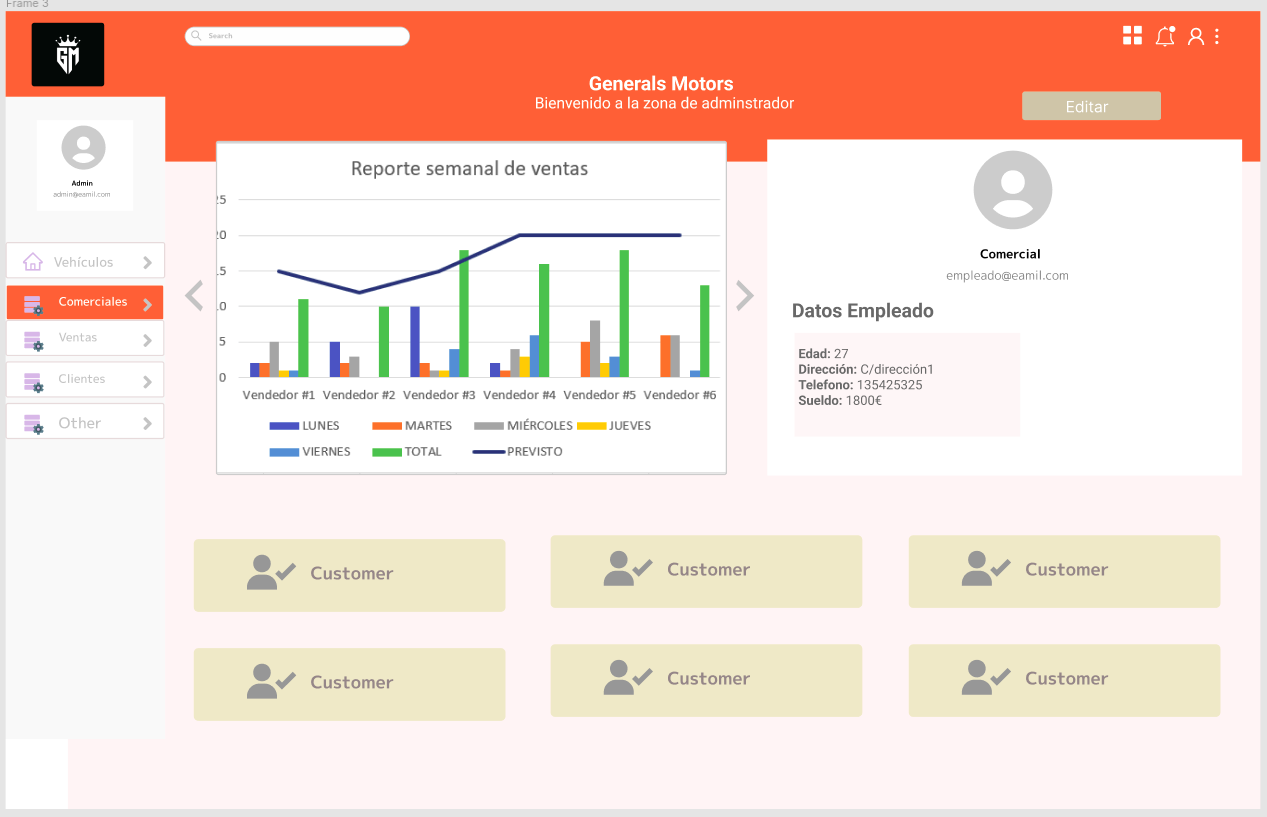 Frame 3
GM
Search
Generals Motors
Bienvenido a la zona de adminstrador
Editar
Admin
admin@eamil.com
Vehículos
Comerciales
Ventas
Clientes
Other
Reporte semanal de ventas
25
20
15
10
5
0
Vendedor #1 Vendedor #2 Vendedor #3 Vendedor #4 Vendedor #5 Vendedor #6
LUNES MARTES MIÉRCOLES JUEVES
VIERNES TOTAL PREVISTO
Comercial
empleado@eamil.com
Datos Empleado
Edad: 27
Dirección: C/dirección1
Telefono: 135425325
Sueldo: 1800€
Customer Customer Customer
Customer Customer Customer